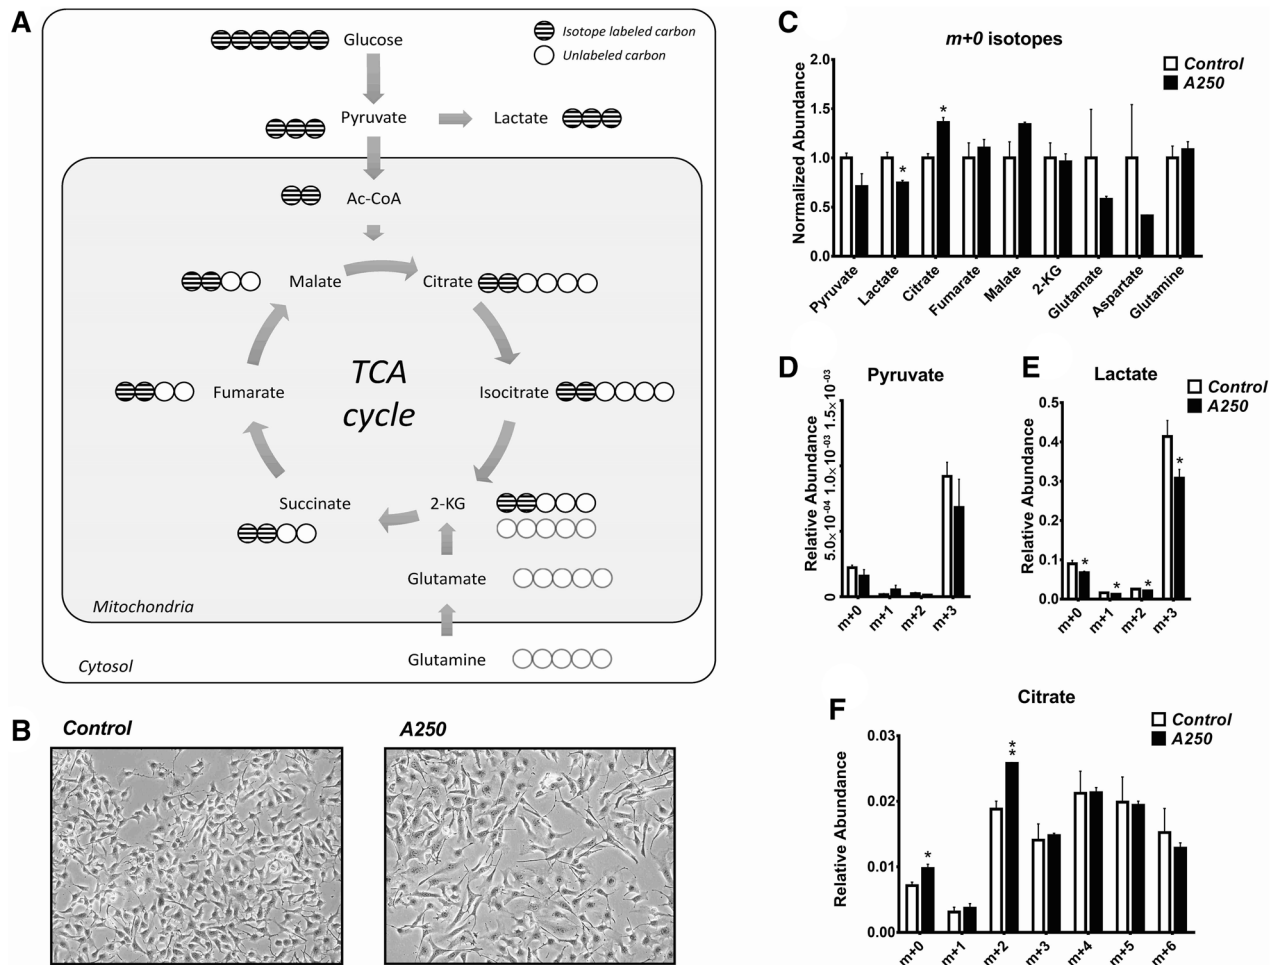 A
Glucose
Isotope labeled carbon
Unlabeled carbon
Pyruvate
Lactate
Ac-CoA
Malate
Citrate
TCA
cycle
Fumarate
Isocitrate
Succinate
2-KG
Glutamate
Mitochondria
Glutamine
Cytosol
B
Control
A250
C
m+0 isotopes
Control
A250
Normalized Abundance
2.0
1.5
1.0
0.5
0.0
*
*
Pyruvate
Lactate
Citrate
Fumarate
Malate
2-KG
Glutamate
Aspartate
Glutamine
D
Pyruvate
Relative Abundance
1.5×10⁻⁰³
1.0×10⁻⁰³
5.0×10⁻⁰⁴
0
m+0
m+1
m+2
m+3
E
Lactate
Control
A250
Relative Abundance
0.5
0.4
0.3
0.2
0.1
0.0
*
*
*
*
m+0
m+1
m+2
m+3
F
Citrate
Control
A250
Relative Abundance
0.03
0.02
0.01
0.00
*
**
m+0
m+1
m+2
m+3
m+4
m+5
m+6